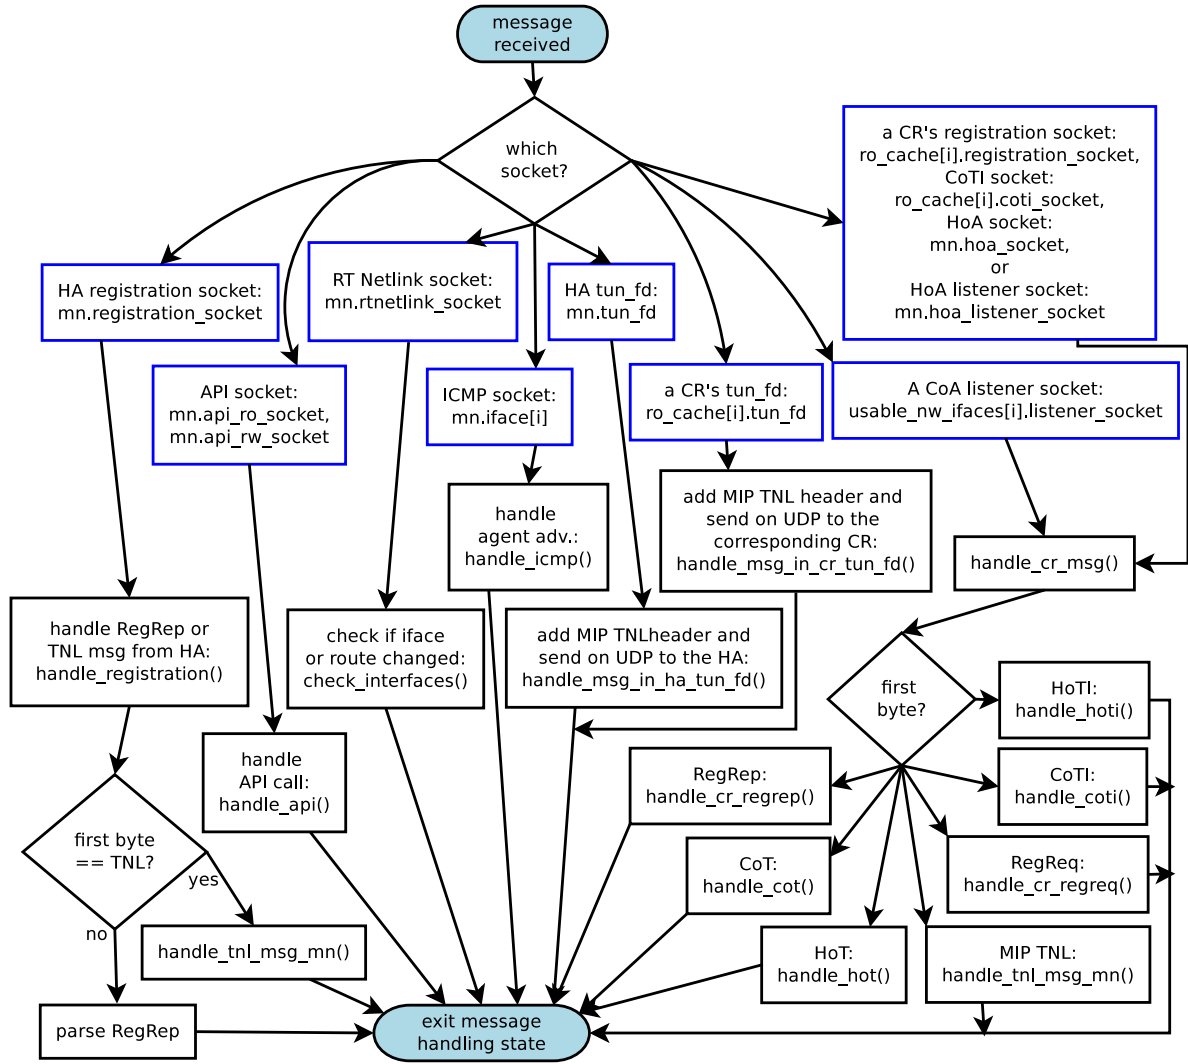 message
received
which
socket?
a CR's registration socket:
ro_cache[i].registration_socket,
CoTI socket:
ro_cache[i].coti_socket,
HoA socket:
mn.hoa_socket,
or
HoA listener socket:
mn.hoa_listener_socket
HA registration socket:
mn.registration_socket
RT Netlink socket:
mn.rtnetlink_socket
HA tun_fd:
mn.tun_fd
API socket:
mn.api_ro_socket,
mn.api_rw_socket
ICMP socket:
mn.iface[i]
a CR's tun_fd:
ro_cache[i].tun_fd
A CoA listener socket:
usable_nw_ifaces[i].listener_socket
handle
agent adv.:
handle_icmp()
add MIP TNL header and
send on UDP to the
corresponding CR:
handle_msg_in_cr_tun_fd()
handle_cr_msg()
handle RegRep or
TNL msg from HA:
handle_registration()
check if iface
or route changed:
check_interfaces()
add MIP TNLheader and
send on UDP to the HA:
handle_msg_in_ha_tun_fd()
first
byte?
HoTI:
handle_hoti()
handle
API call:
handle_api()
RegRep:
handle_cr_regrep()
CoTI:
handle_coti()
first byte
== TNL?
yes
no
CoT:
handle_cot()
RegReq:
handle_cr_regreq()
handle_tnl_msg_mn()
HoT:
handle_hot()
MIP TNL:
handle_tnl_msg_mn()
parse RegRep
exit message
handling state